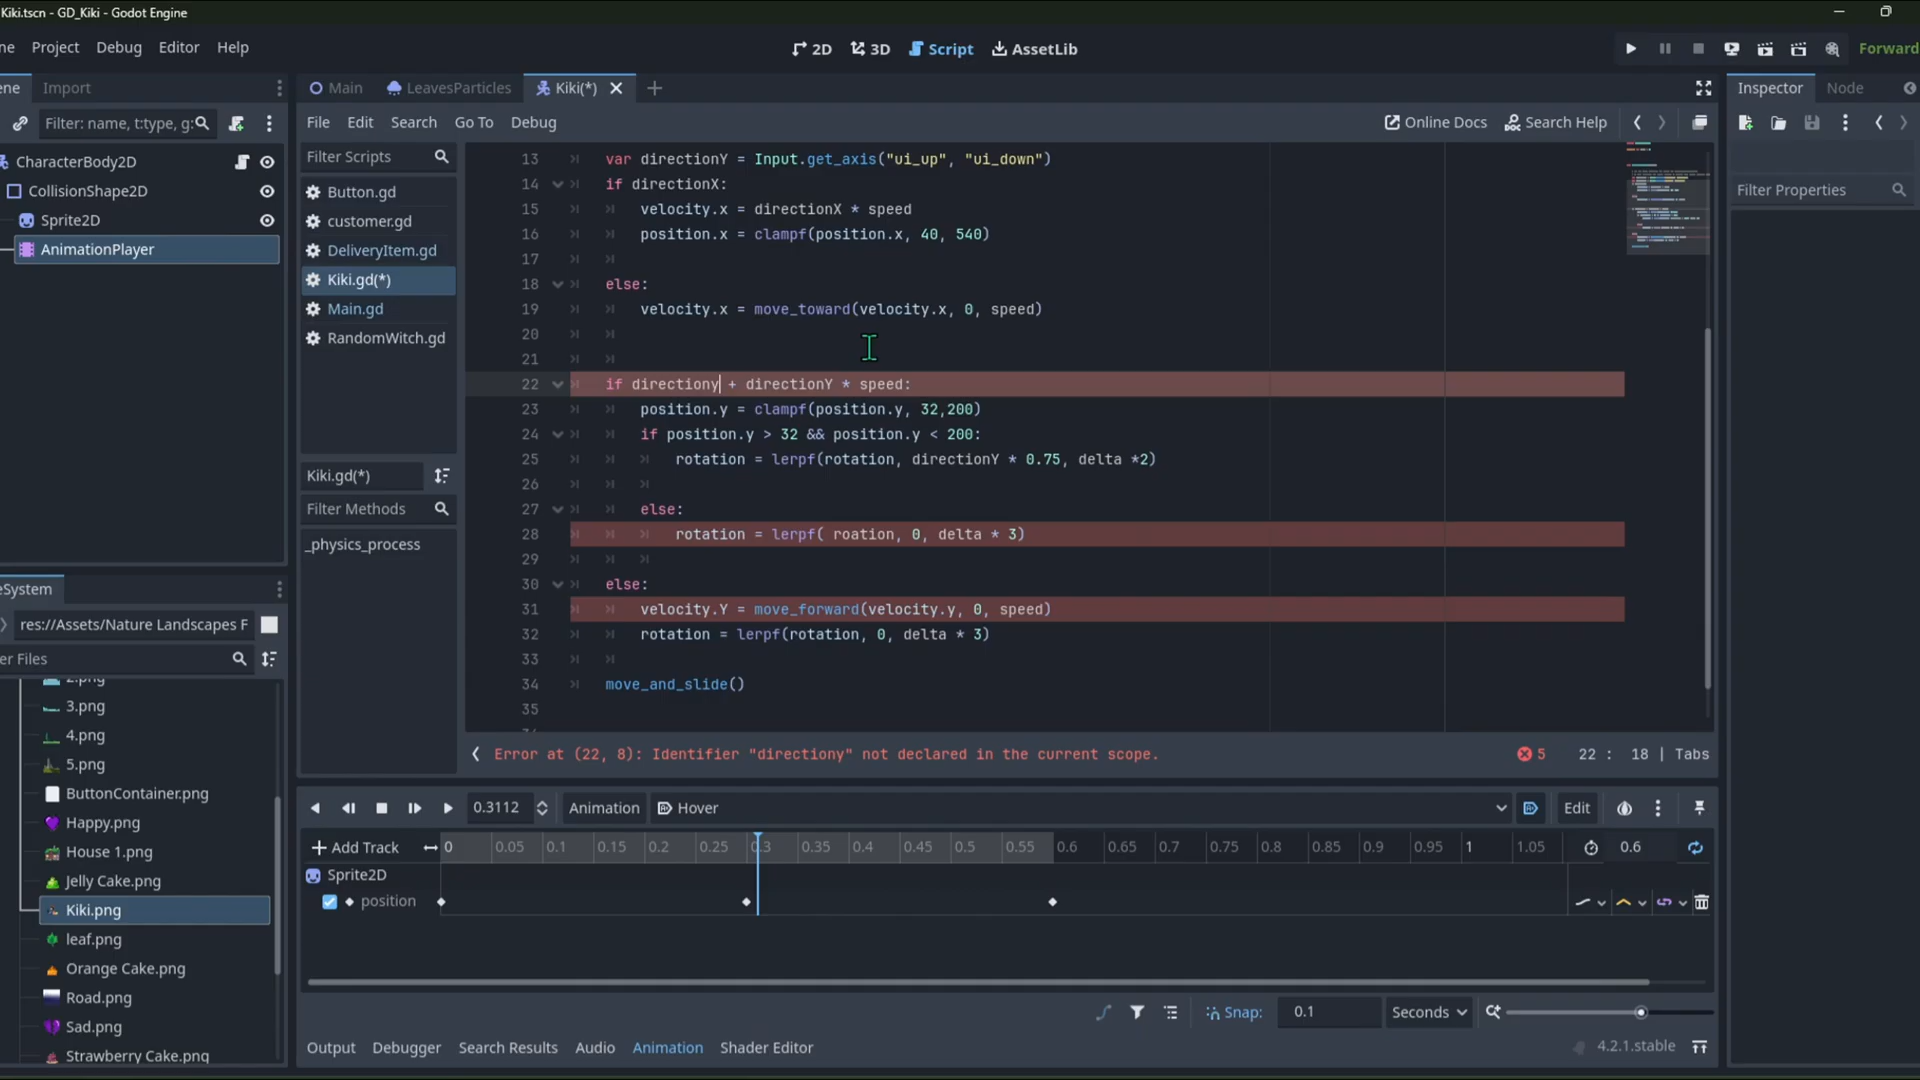 Kiki.tscn - GD_Kiki - Godot Engine
ne Project Debug Editor Help
2D 3D Script AssetLib
Forward
ene Import
Main LeavesParticles Kiki(*)
Inspector Node
Filter: name, t:type, g:
File Edit Search Go To Debug
Online Docs Search Help
CharacterBody2D
CollisionShape2D
Sprite2D
AnimationPlayer
Filter Scripts
Button.gd
customer.gd
DeliveryItem.gd
Kiki.gd(*)
Main.gd
RandomWitch.gd
Kiki.gd(*)
Filter Methods
_physics_process
13 var directionY = Input.get_axis("ui_up", "ui_down")
14 if directionX:
15 velocity.x = directionX * speed
16 position.x = clampf(position.x, 40, 540)
17
18 else:
19 velocity.x = move_toward(velocity.x, 0, speed)
20
21
22 if directiony + directionY * speed:
23 position.y = clampf(position.y, 32,200)
24 if position.y > 32 && position.y < 200:
25 rotation = lerpf(rotation, directionY * 0.75, delta *2)
26
27 else:
28 rotation = lerpf( roation, 0, delta * 3)
29
30 else:
31 velocity.Y = move_forward(velocity.y, 0, speed)
32 rotation = lerpf(rotation, 0, delta * 3)
33
34 move_and_slide()
35
Error at (22, 8): Identifier "directiony" not declared in the current scope.
5 22 : 18 | Tabs
Filter Properties
eSystem
res://Assets/Nature Landscapes F
er Files
2.png
3.png
4.png
5.png
ButtonContainer.png
Happy.png
House 1.png
Jelly Cake.png
Kiki.png
leaf.png
Orange Cake.png
Road.png
Sad.png
Strawberry Cake.png
0.3112 Animation Hover Edit
Add Track 0 0.05 0.1 0.15 0.2 0.25 0.3 0.35 0.4 0.45 0.5 0.55 0.6 0.65 0.7 0.75 0.8 0.85 0.9 0.95 1 1.05 0.6
Sprite2D
position
Snap: 0.1 Seconds
Output Debugger Search Results Audio Animation Shader Editor
4.2.1.stable